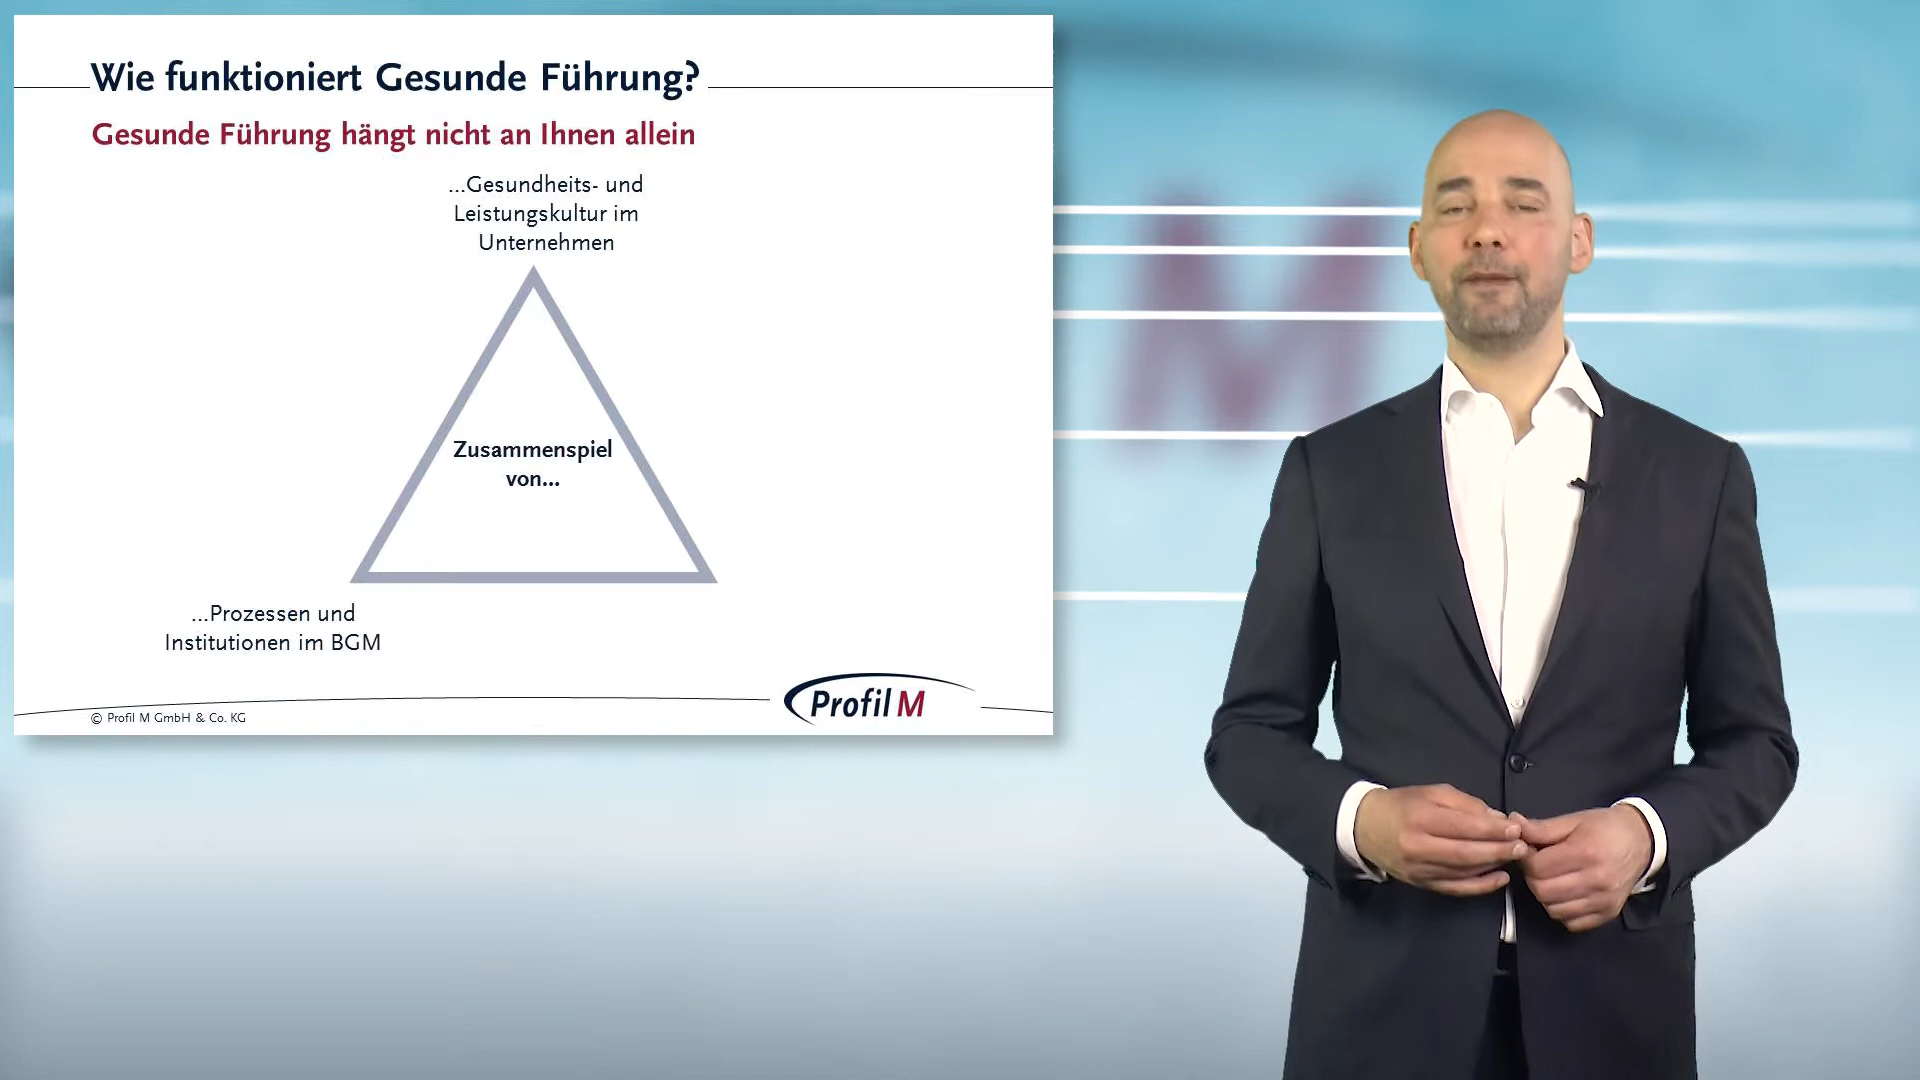 Wie funktioniert Gesunde Führung?
Gesunde Führung hängt nicht an Ihnen allein
...Gesundheits- und
Leistungskultur im
Unternehmen
Zusammenspiel
von...
...Prozessen und
Institutionen im BGM
© Profil M GmbH & Co. KG
Profil M
M